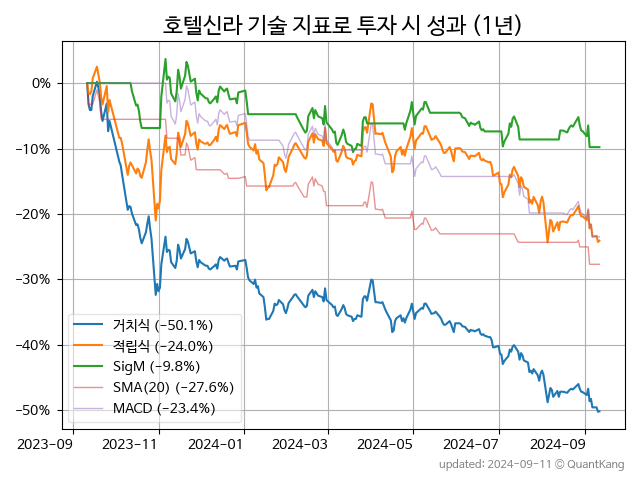 호텔신라 기술 지표로 투자 시 성과 (1년)
0%
−10%
−20%
−30%
−40%
−50%
거치식 (−50.1%)
적립식 (−24.0%)
SigM (−9.8%)
SMA(20) (−27.6%)
MACD (−23.4%)
2023-09 2023-11 2024-01 2024-03 2024-05 2024-07 2024-09
updated: 2024-09-11 © QuantKang